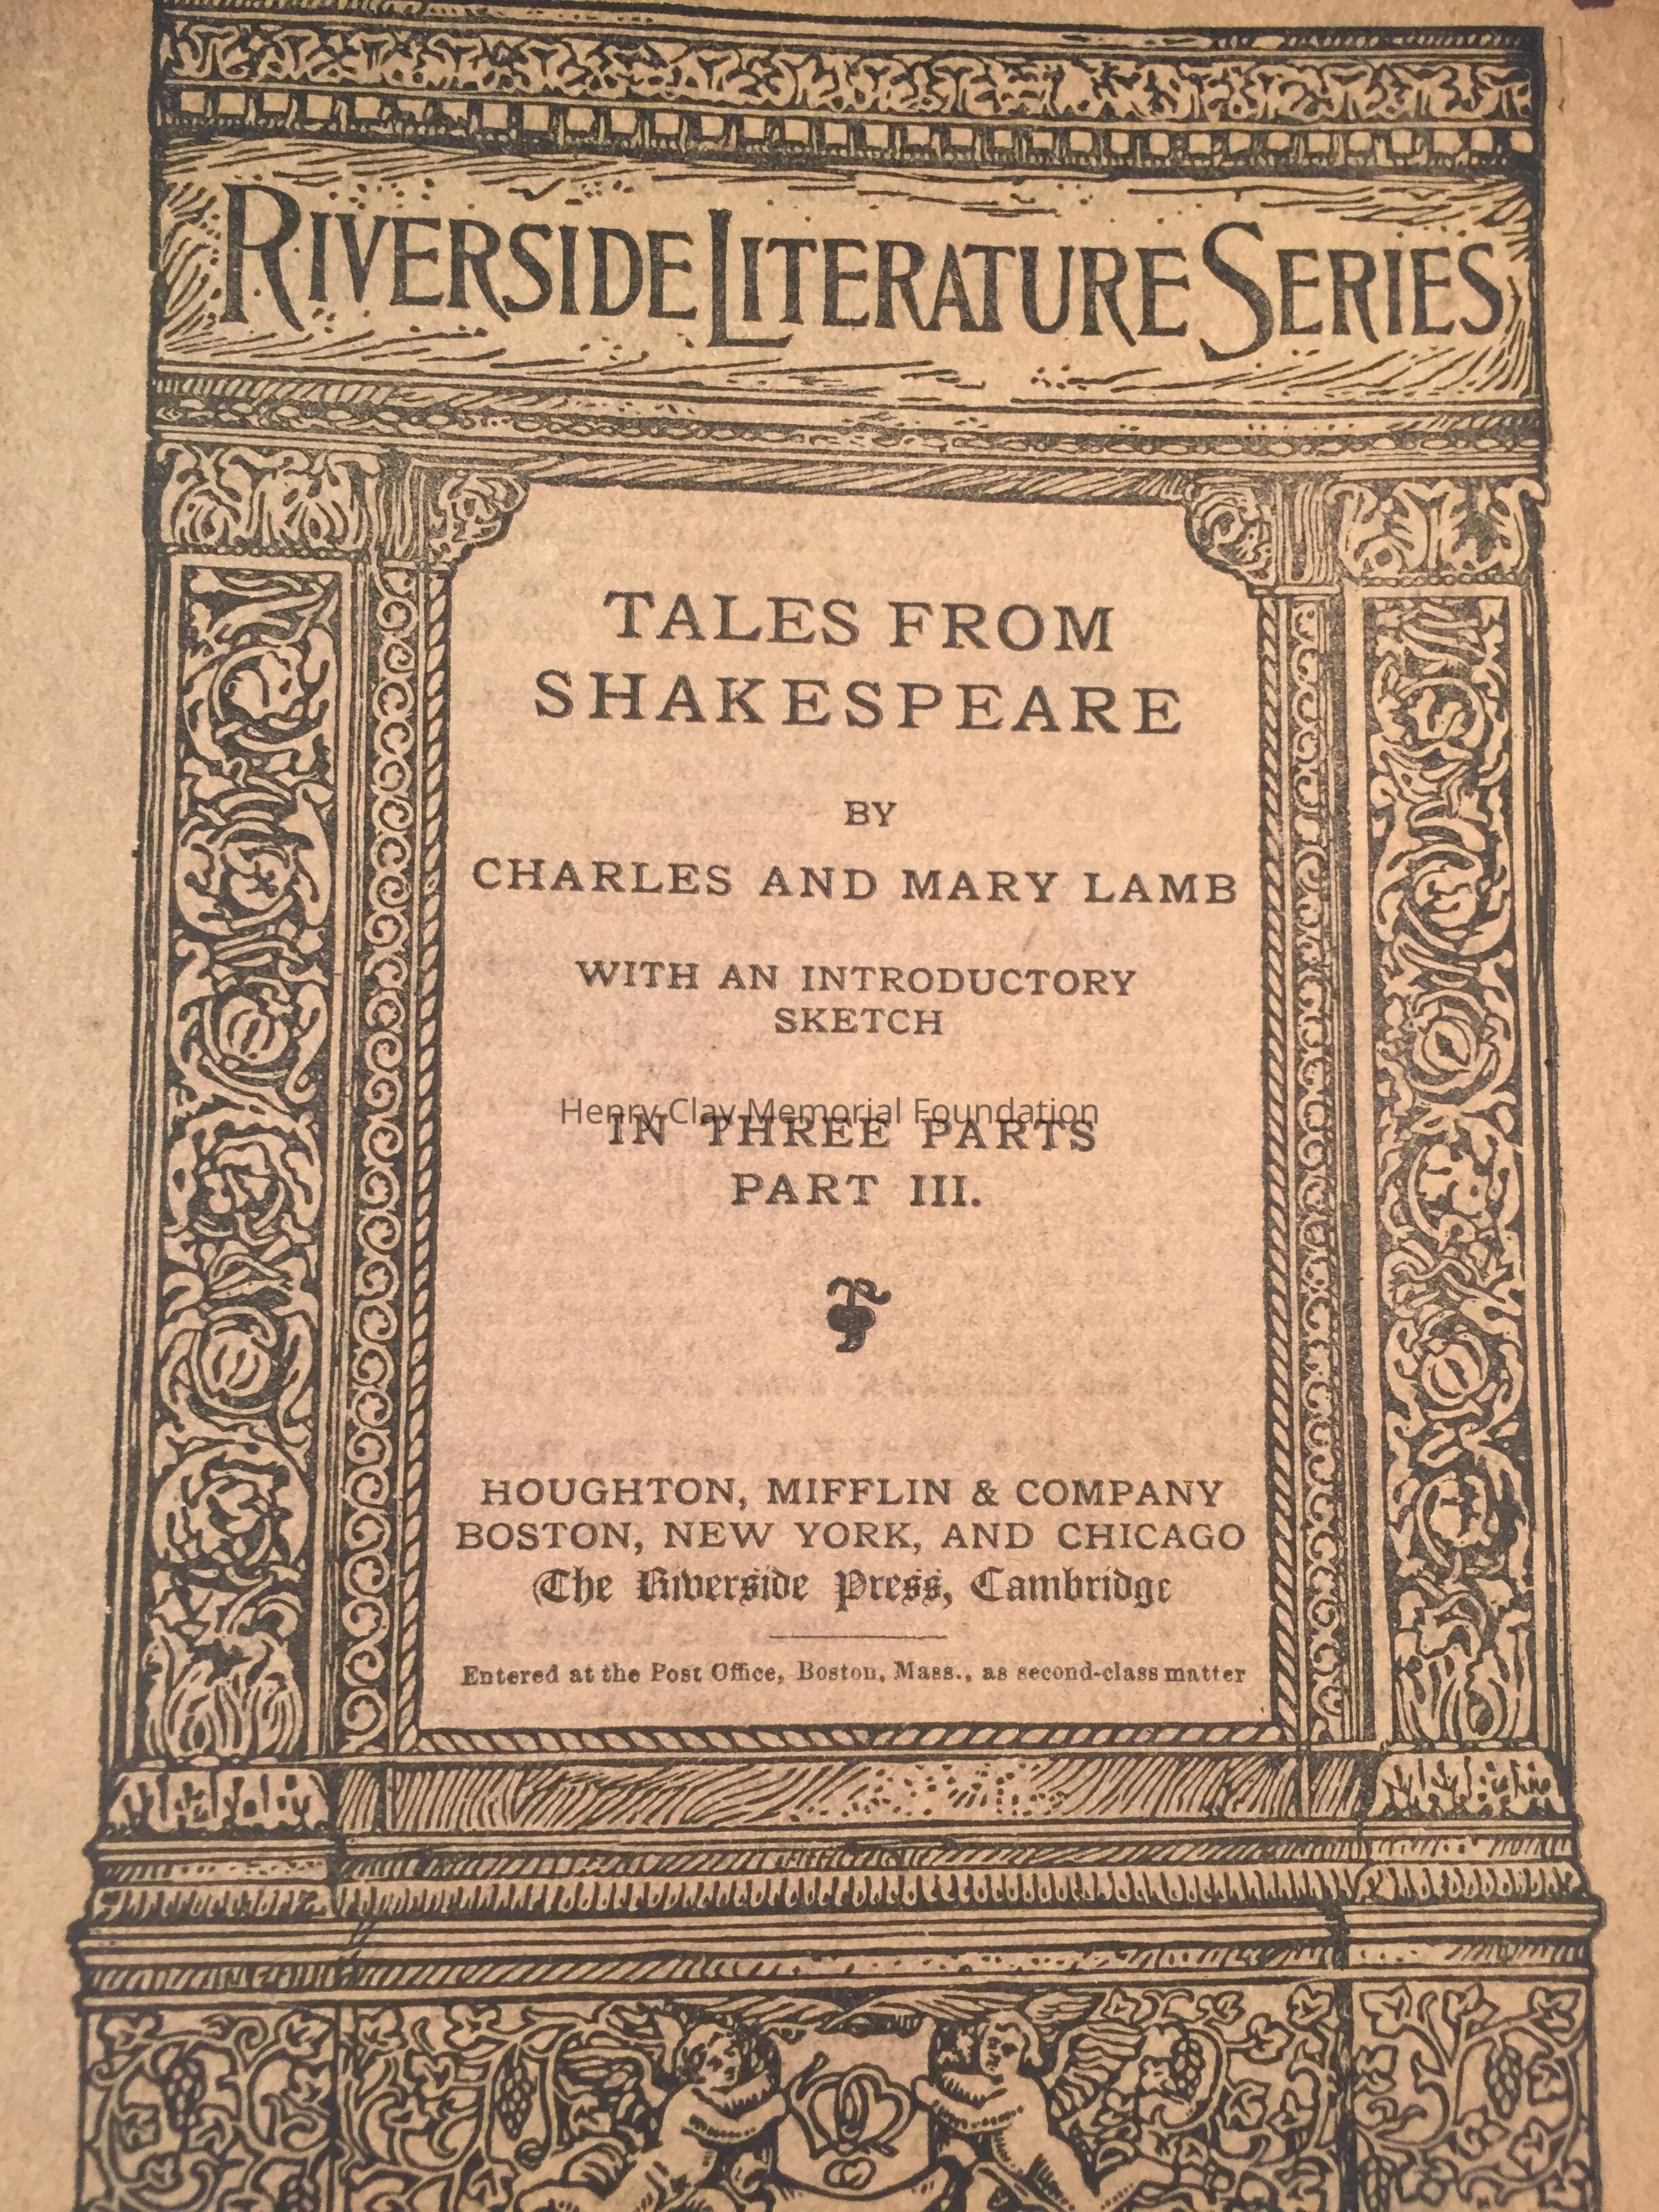 RIVERSIDE LITERATURE SERIES
TALES FROM
SHAKESPEARE
BY
CHARLES AND MARY LAMB
WITH AN INTRODUCTORY
SKETCH
Henry Clay Memorial Foundation
IN THREE PARTS
PART III.
HOUGHTON, MIFFLIN & COMPANY
BOSTON, NEW YORK, AND CHICAGO
The Riverside Press, Cambridge
Entered at the Post Office, Boston, Mass., as second-class matter